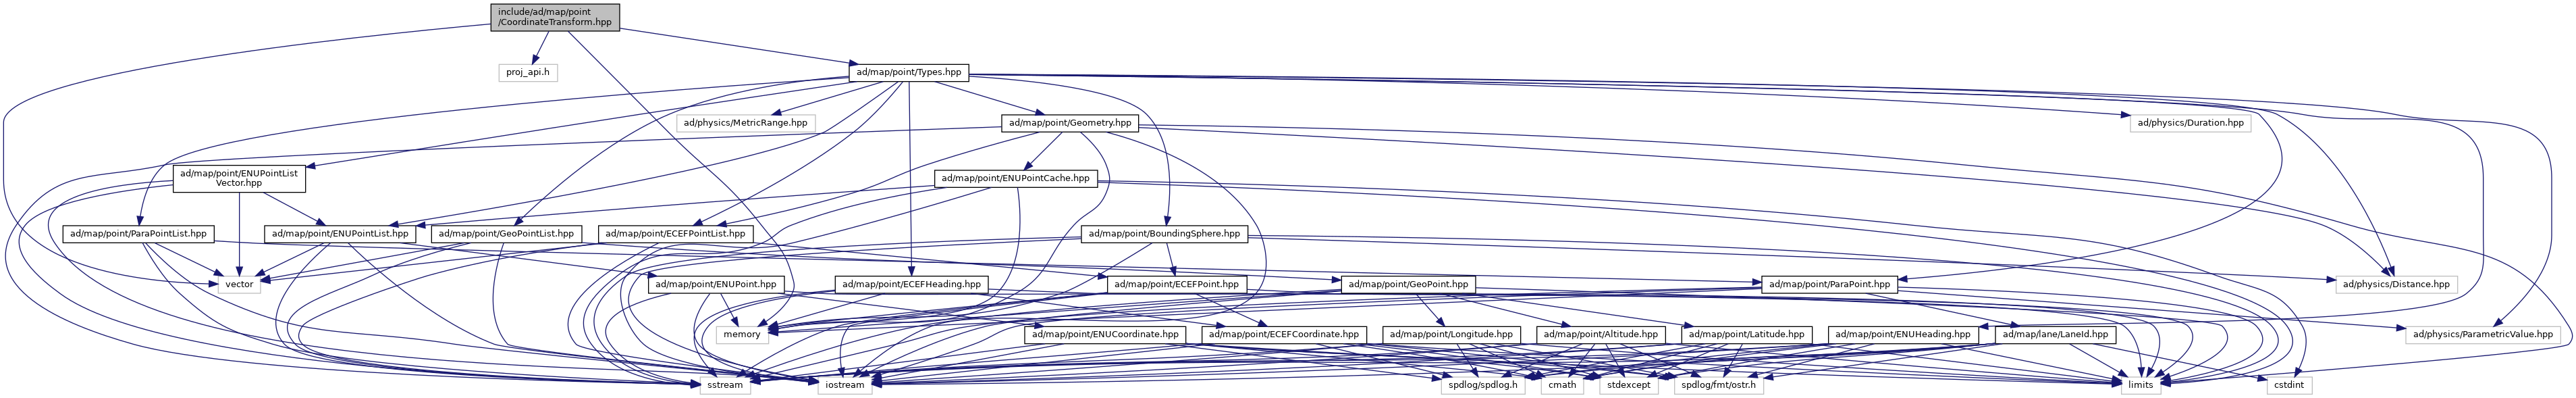 include/ad/map/point
/CoordinateTransform.hpp
proj_api.h
ad/map/point/Types.hpp
ad/physics/MetricRange.hpp
ad/map/point/Geometry.hpp
ad/physics/Duration.hpp
ad/map/point/ENUPointList
Vector.hpp
ad/map/point/ENUPointCache.hpp
ad/map/point/ParaPointList.hpp
ad/map/point/ENUPointList.hpp
ad/map/point/GeoPointList.hpp
ad/map/point/ECEFPointList.hpp
ad/map/point/BoundingSphere.hpp
vector
ad/map/point/ENUPoint.hpp
ad/map/point/ECEFHeading.hpp
ad/map/point/ECEFPoint.hpp
ad/map/point/GeoPoint.hpp
ad/map/point/ParaPoint.hpp
ad/physics/Distance.hpp
memory
ad/map/point/ENUCoordinate.hpp
ad/map/point/ECEFCoordinate.hpp
ad/map/point/Longitude.hpp
ad/map/point/Altitude.hpp
ad/map/point/Latitude.hpp
ad/map/point/ENUHeading.hpp
ad/map/lane/LaneId.hpp
ad/physics/ParametricValue.hpp
sstream
iostream
spdlog/spdlog.h
cmath
stdexcept
spdlog/fmt/ostr.h
limits
cstdint